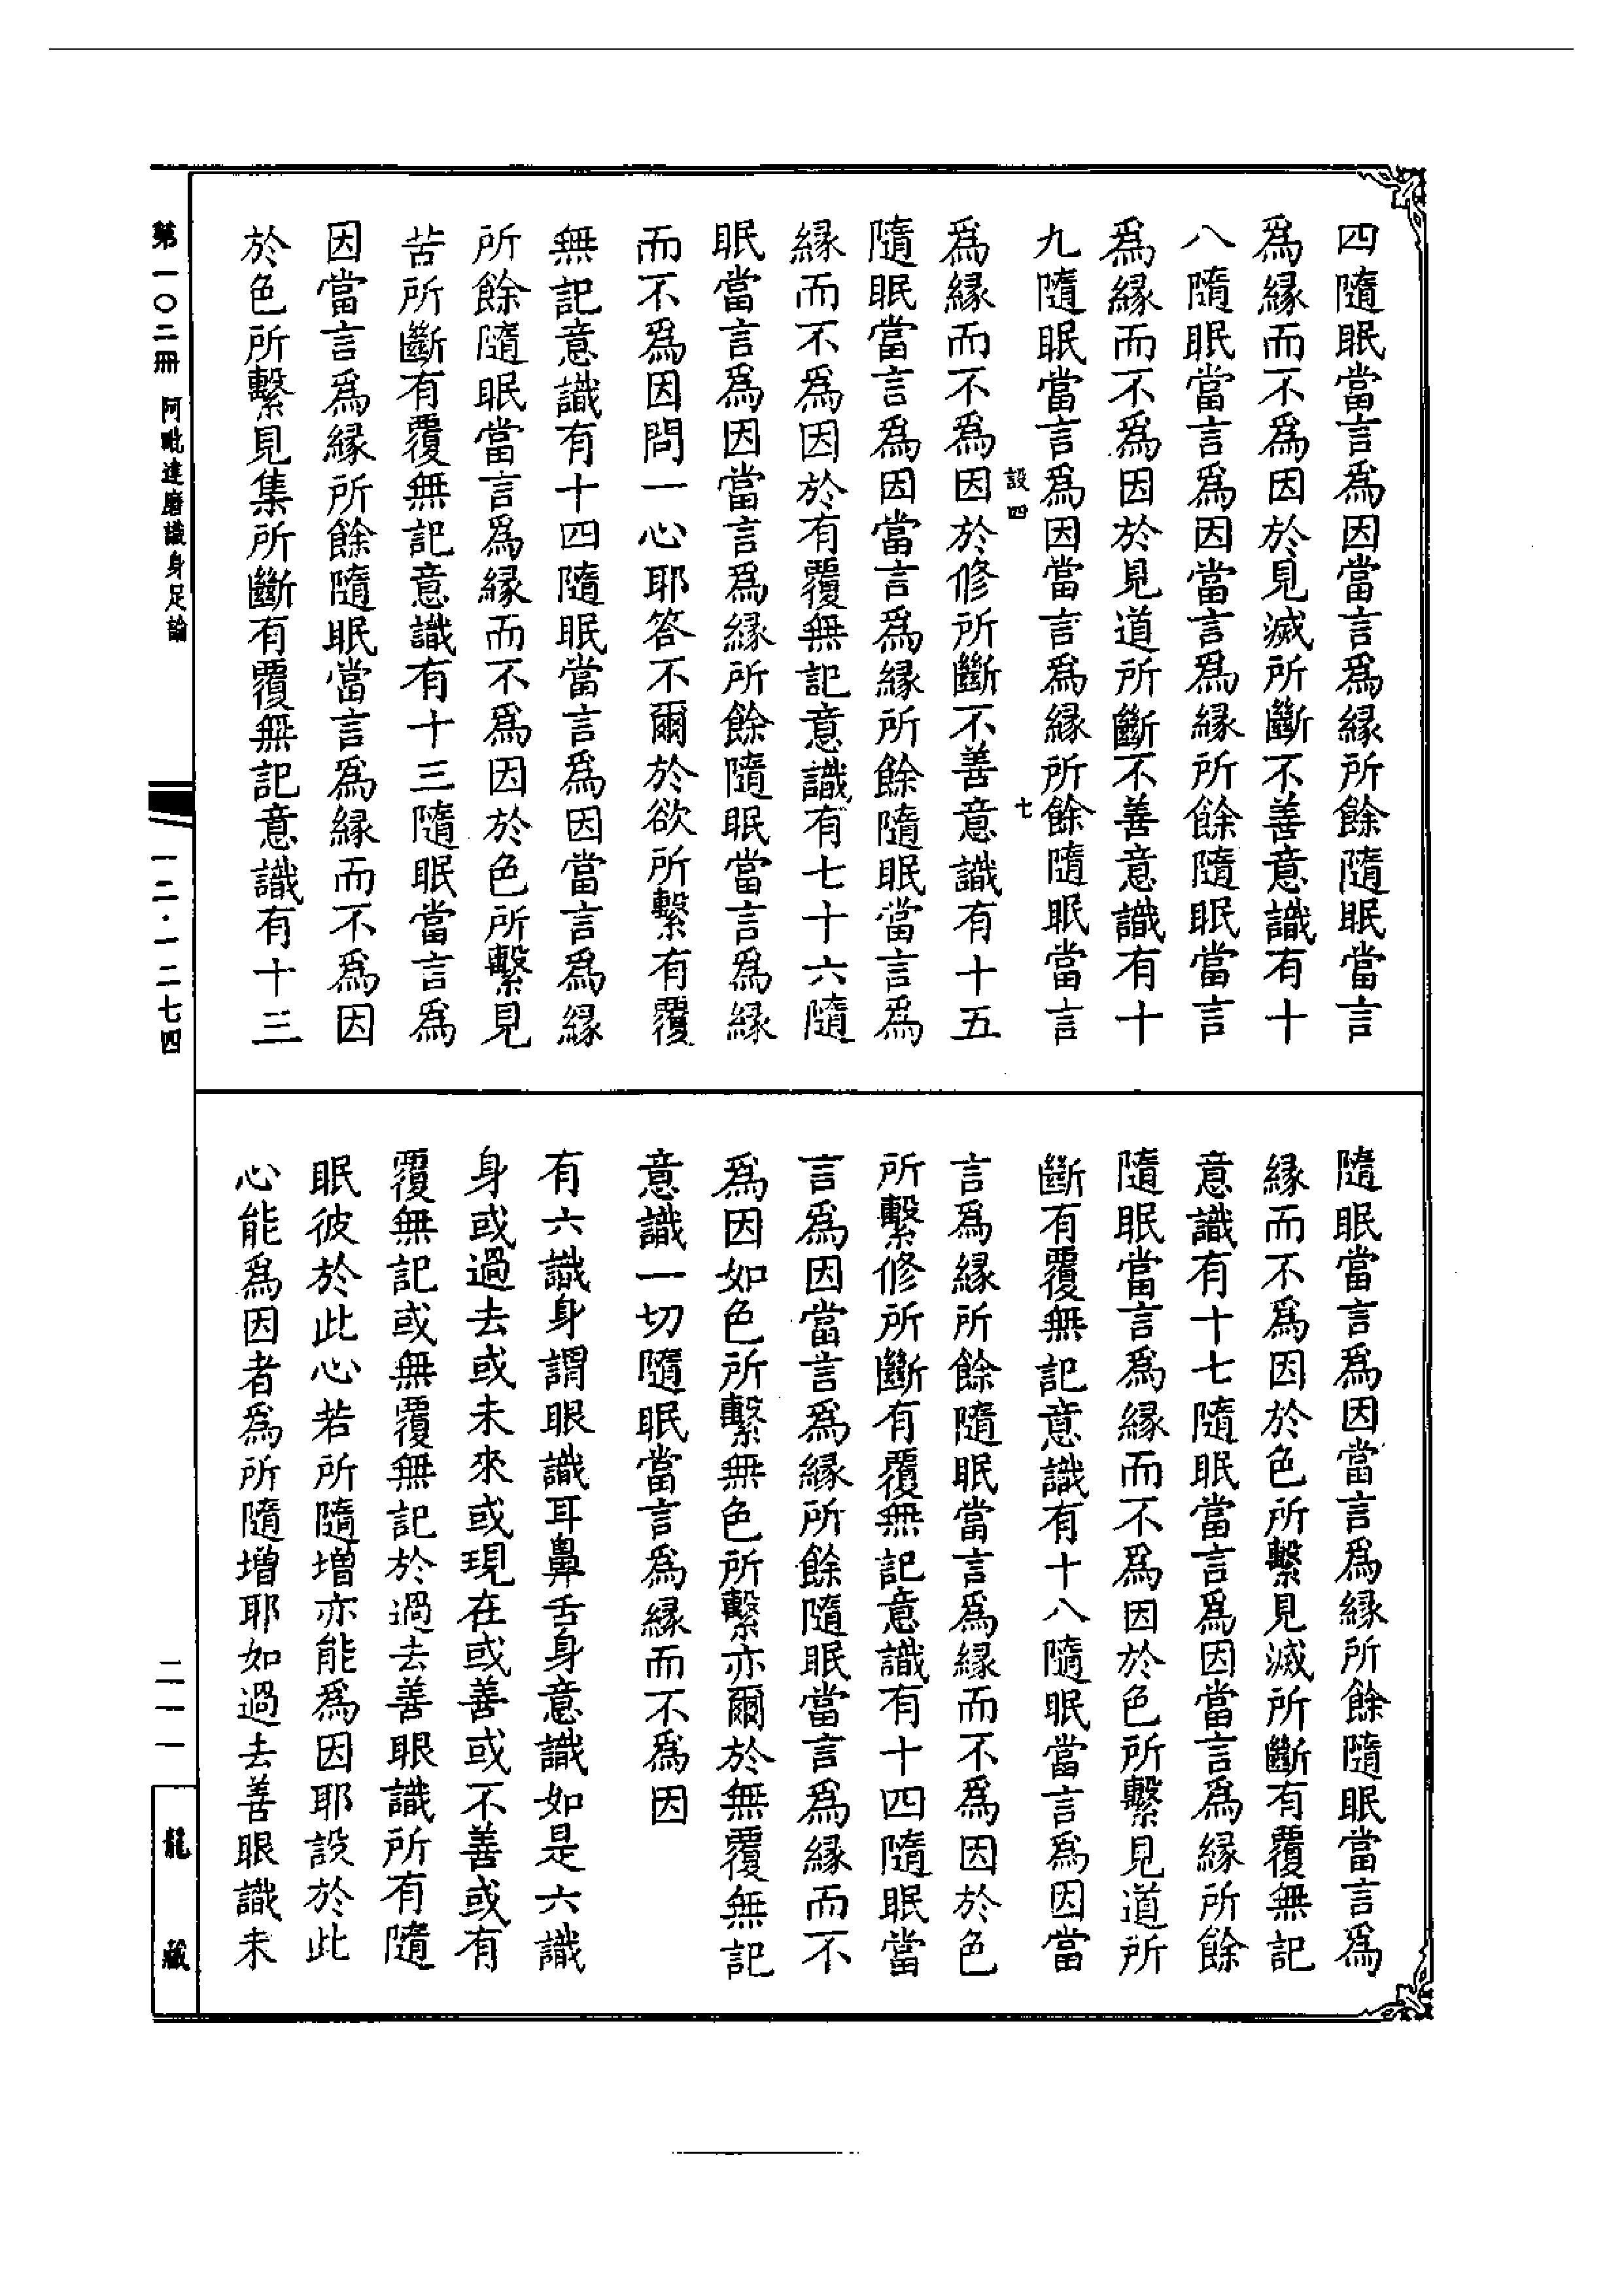 四隨眠當言爲因當言爲緣所餘隨眠當言
爲緣而不爲因於見滅所斷不善意識有十
八隨眠當言爲因當言爲緣所餘隨眠當言
爲緣而不爲因於見道所斷不善意識有十
九隨眠當言爲因當言爲緣所餘隨眠當言
設四
七
爲緣而不爲因於修所斷不善意識有十五
隨眠當言爲因當言爲緣所餘隨眠當言爲
緣而不爲因於有覆無記意識有七十六隨
眠當言爲因當言爲緣所餘隨眠當言爲緣
而不爲因問一心耶答不爾於欲所繫有覆
無記意識有十四隨眠當言爲因當言爲緣
所餘隨眠當言爲緣而不爲因於色所繫見
苦所斷有覆無記意識有十三隨眠當言爲
因當言爲緣所餘隨眠當言爲緣而不爲因
於色所繫見集所斷有覆無記意識有十三
隨眠當言爲因當言爲緣所餘隨眠當言爲
緣而不爲因於色所繫見滅所斷有覆無記
意識有十七隨眠當言爲因當言爲緣所餘
隨眠當言爲緣而不爲因於色所繫見道所
斷有覆無記意識有十八隨眠當言爲因當
言爲緣所餘隨眠當言爲緣而不爲因於色
所繫修所斷有覆無記意識有十四隨眠當
言爲因當言爲緣所餘隨眠當言爲緣而不
爲因如色所繫無色所繫亦爾於無覆無記
意識一切隨眠當言爲緣而不爲因
有六識身謂眼識耳鼻舌身意識如是六識
身或過去或未來或現在或善或不善或有
覆無記或無覆無記於過去善眼識所有隨
眠彼於此心若所隨增亦能爲因耶設於此
心能爲因者爲所隨增耶如過去善眼識未
第一〇二冊 阿毗達磨識身足論
一二·一二七四
二一一
龍藏